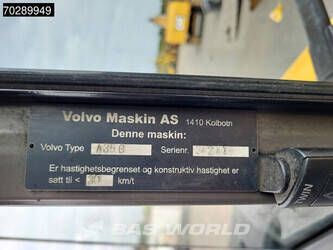 70289949
Volvo Maskin AS 1410 Kolbotn
Denne maskin:
Volvo Type Serienr.
Er hastighetsbegrenset og konstruktiv hastighet er
satt til < km/t
BAS WORLD